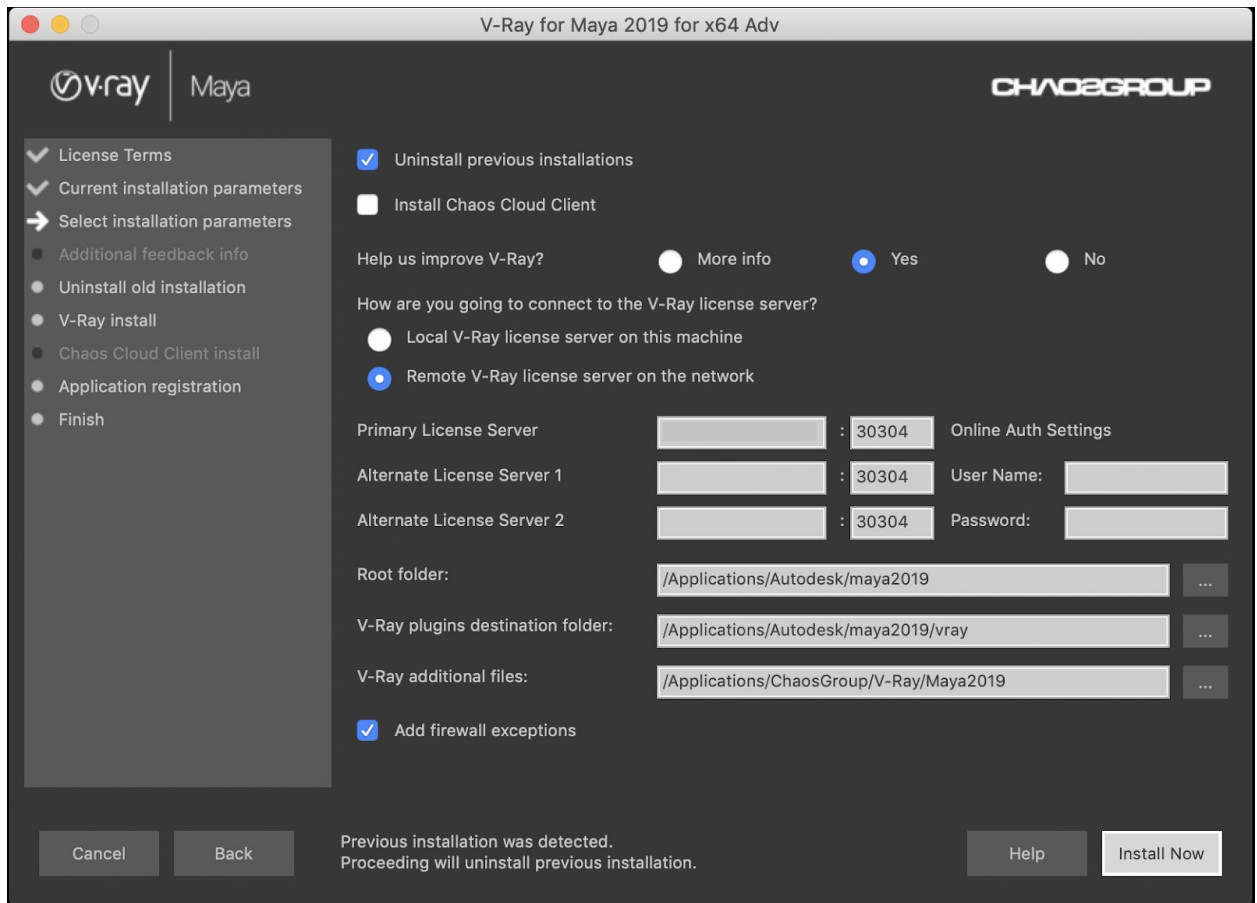 V-Ray for Maya 2019 for x64 Adv
v·ray | Maya
CHAOSGROUP
License Terms
Current installation parameters
Select installation parameters
Additional feedback info
Uninstall old installation
V-Ray install
Chaos Cloud Client install
Application registration
Finish
Uninstall previous installations
Install Chaos Cloud Client
Help us improve V-Ray? More info Yes No
How are you going to connect to the V-Ray license server?
Local V-Ray license server on this machine
Remote V-Ray license server on the network
Primary License Server : 30304 Online Auth Settings
Alternate License Server 1 : 30304 User Name:
Alternate License Server 2 : 30304 Password:
Root folder: /Applications/Autodesk/maya2019 ...
V-Ray plugins destination folder: /Applications/Autodesk/maya2019/vray ...
V-Ray additional files: /Applications/ChaosGroup/V-Ray/Maya2019 ...
Add firewall exceptions
Cancel Back
Previous installation was detected.
Proceeding will uninstall previous installation.
Help Install Now